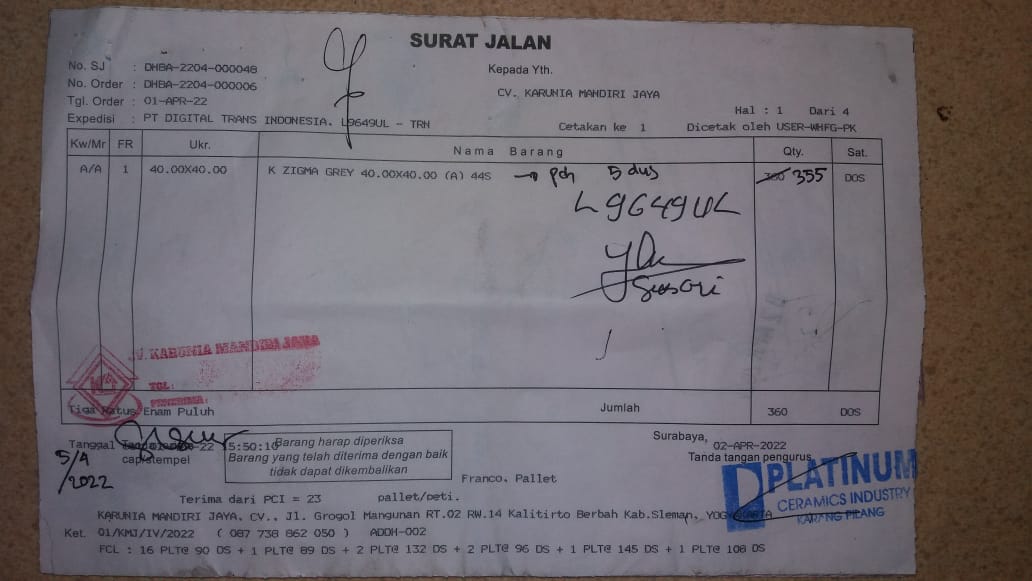 SURAT JALAN
No. SJ : DHBA-2204-000048
Kepada Yth.
No. Order : DHBA-2204-000006
CV. KARUNIA MANDIRI JAYA
Tgl. Order : 01-APR-22
Hal : 1 Dari 4
Expedisi : PT DIGITAL TRANS INDONESIA. L9649UL - TRN
Cetakan ke 1 Dicetak oleh USER-WHFG-PK
Kw/Mr FR Ukr. Nama Barang Qty. Sat.
A/A 1 40.00X40.00 K ZIGMA GREY 40.00X40.00 (A) 44S → pch 5 dus 360 355 DOS
L 9649 UL
Susari
CV. KARUNIA MANDIRI JAYA
TGL:
PENERIMA:
Tiga Ratus Enam Puluh Jumlah 360 DOS
Surabaya, 02-APR-2022
Tanggal 15:50:10
cap/stempel
5/4/2022
Barang harap diperiksa
Barang yang telah diterima dengan baik
tidak dapat dikembalikan
Tanda tangan pengurus
PLATINUM
CERAMICS INDUSTRY
KARANG PILANG
Franco. Pallet
Terima dari PCI = 23 pallet/peti.
KARUNIA MANDIRI JAYA. CV., Jl. Grogol Mangunan RT.02 RW.14 Kalitirto Berbah Kab.Sleman, YOGYAKARTA
Ket. 01/KMJ/IV/2022 ( 087 738 862 050 ) ADDH-002
FCL : 16 PLT@ 90 DS + 1 PLT@ 89 DS + 2 PLT@ 132 DS + 2 PLT@ 96 DS + 1 PLT@ 145 DS + 1 PLT@ 108 DS